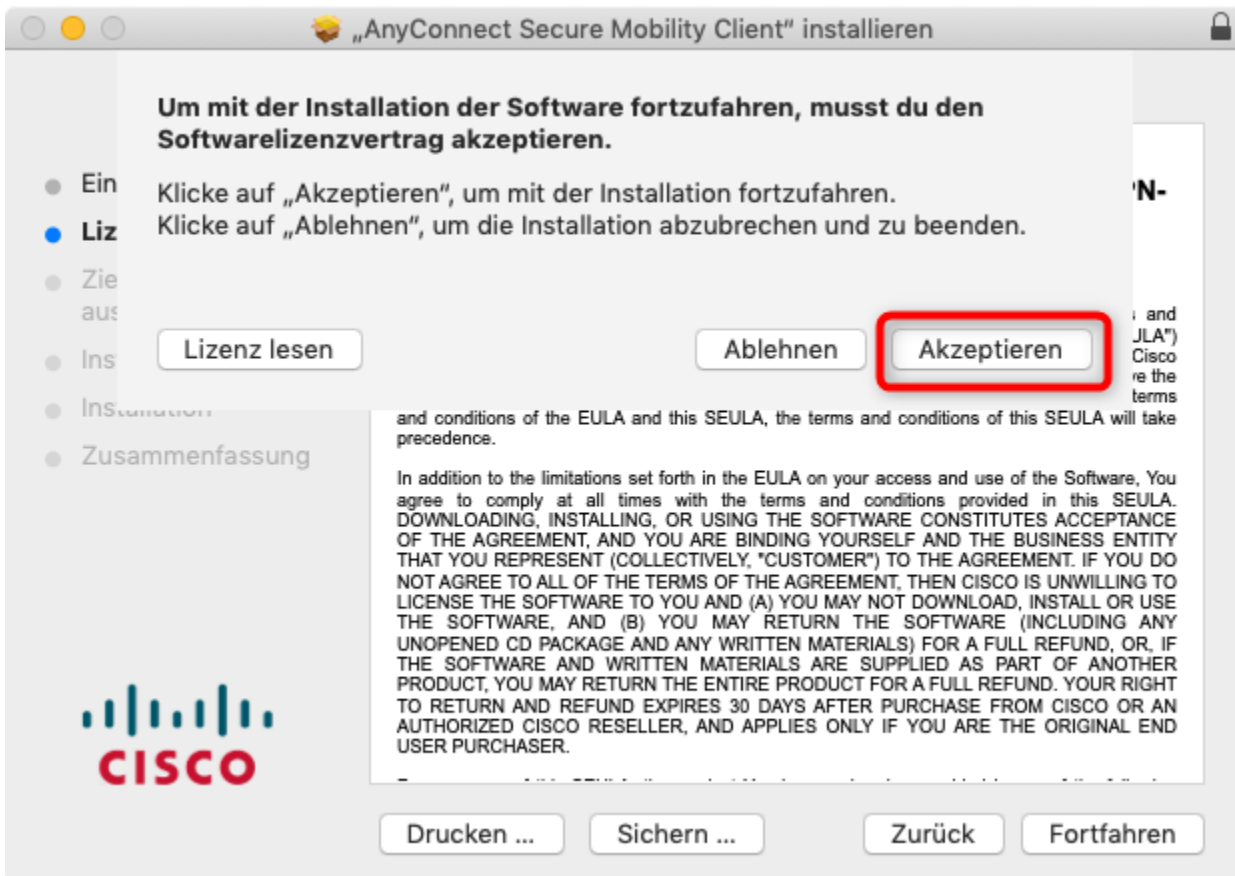 „AnyConnect Secure Mobility Client“ installieren
Um mit der Installation der Software fortzufahren, musst du den
Softwarelizenzvertrag akzeptieren.
Klicke auf „Akzeptieren“, um mit der Installation fortzufahren.
Klicke auf „Ablehnen“, um die Installation abzubrechen und zu beenden.
Lizenz lesen
Ablehnen
Akzeptieren
Ein
Liz
Zie
aus
Ins
Installation
Zusammenfassung
PN-
and
Cisco
the
terms
and conditions of the EULA and this SEULA, the terms and conditions of this SEULA will take
precedence.
In addition to the limitations set forth in the EULA on your access and use of the Software, You
agree to comply at all times with the terms and conditions provided in this SEULA.
DOWNLOADING, INSTALLING, OR USING THE SOFTWARE CONSTITUTES ACCEPTANCE
OF THE AGREEMENT, AND YOU ARE BINDING YOURSELF AND THE BUSINESS ENTITY
THAT YOU REPRESENT (COLLECTIVELY, "CUSTOMER") TO THE AGREEMENT. IF YOU DO
NOT AGREE TO ALL OF THE TERMS OF THE AGREEMENT, THEN CISCO IS UNWILLING TO
LICENSE THE SOFTWARE TO YOU AND (A) YOU MAY NOT DOWNLOAD, INSTALL OR USE
THE SOFTWARE, AND (B) YOU MAY RETURN THE SOFTWARE (INCLUDING ANY
UNOPENED CD PACKAGE AND ANY WRITTEN MATERIALS) FOR A FULL REFUND, OR, IF
THE SOFTWARE AND WRITTEN MATERIALS ARE SUPPLIED AS PART OF ANOTHER
PRODUCT, YOU MAY RETURN THE ENTIRE PRODUCT FOR A FULL REFUND. YOUR RIGHT
TO RETURN AND REFUND EXPIRES 30 DAYS AFTER PURCHASE FROM CISCO OR AN
AUTHORIZED CISCO RESELLER, AND APPLIES ONLY IF YOU ARE THE ORIGINAL END
USER PURCHASER.
CISCO
Drucken ...
Sichern ...
Zurück
Fortfahren